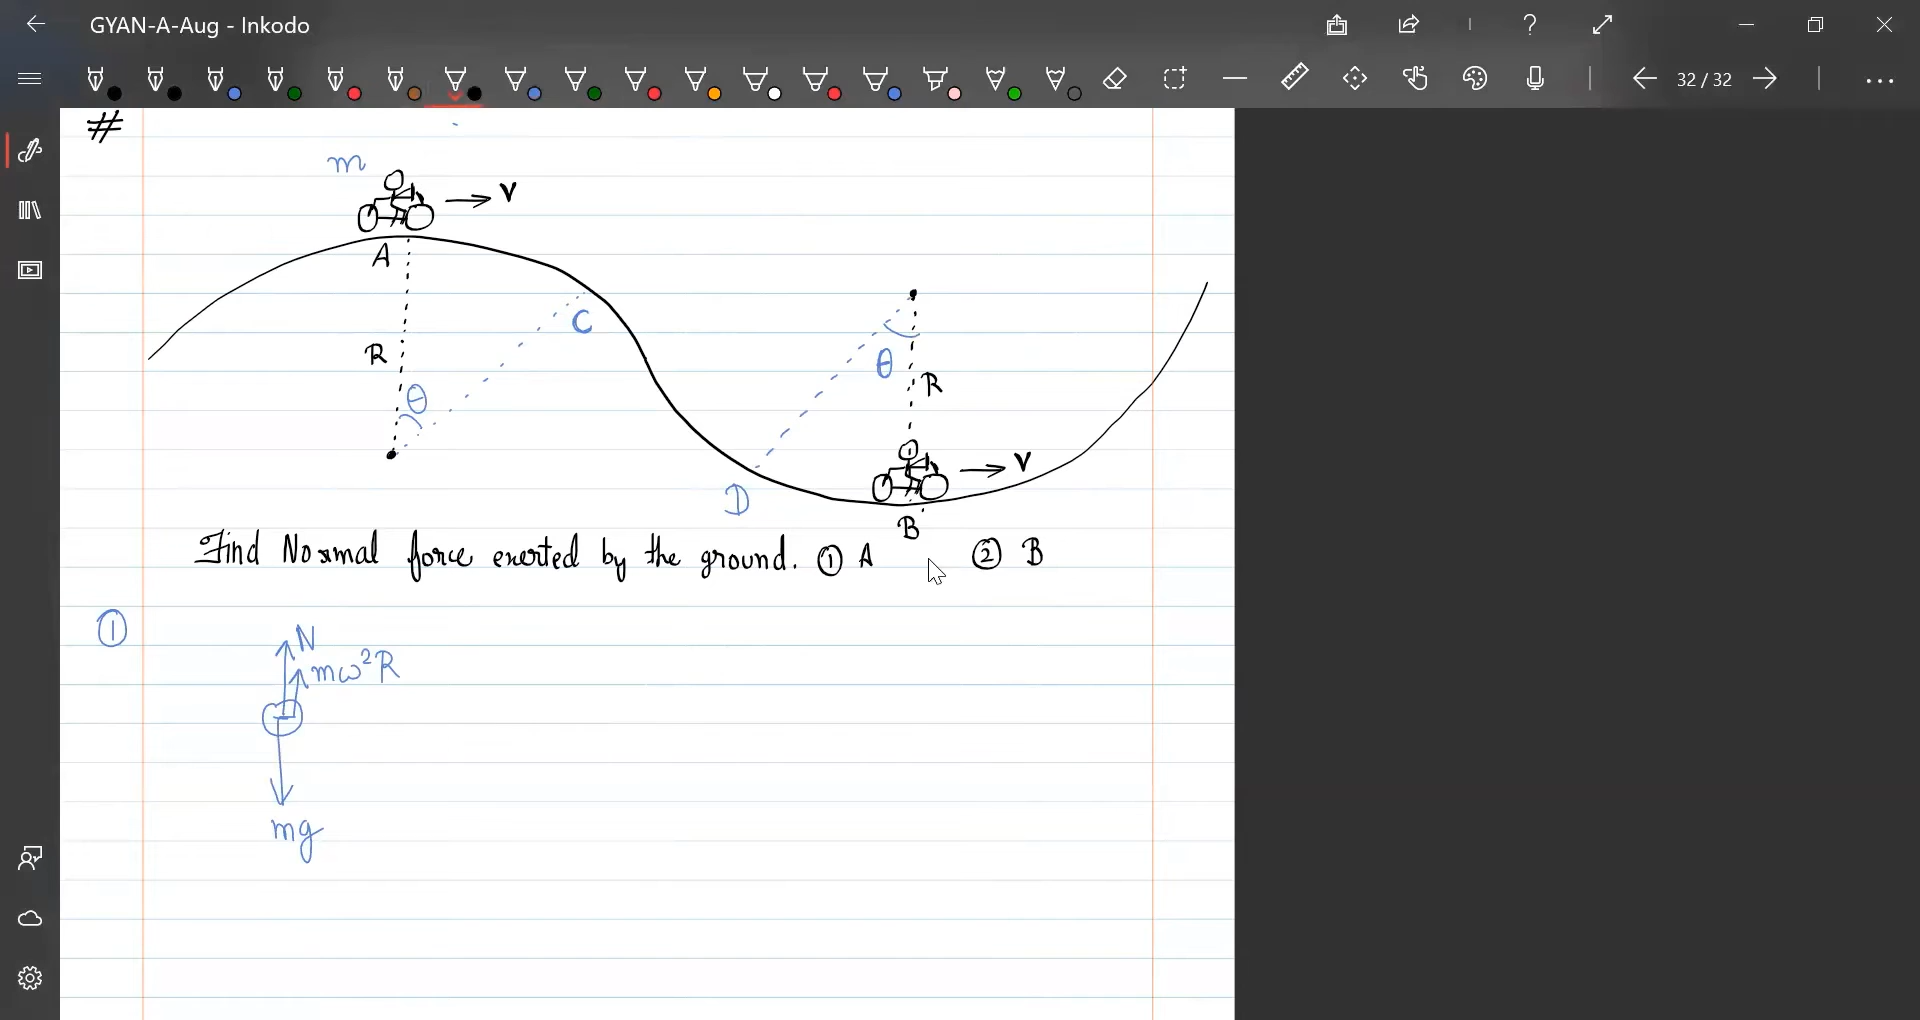 GYAN-A-Aug - Inkodo
32 / 32
#
m
V
A
C
R
θ
θ
R
V
D
B
Find Normal force exerted by the ground. ① A ② B
①
N
mω²R
mg